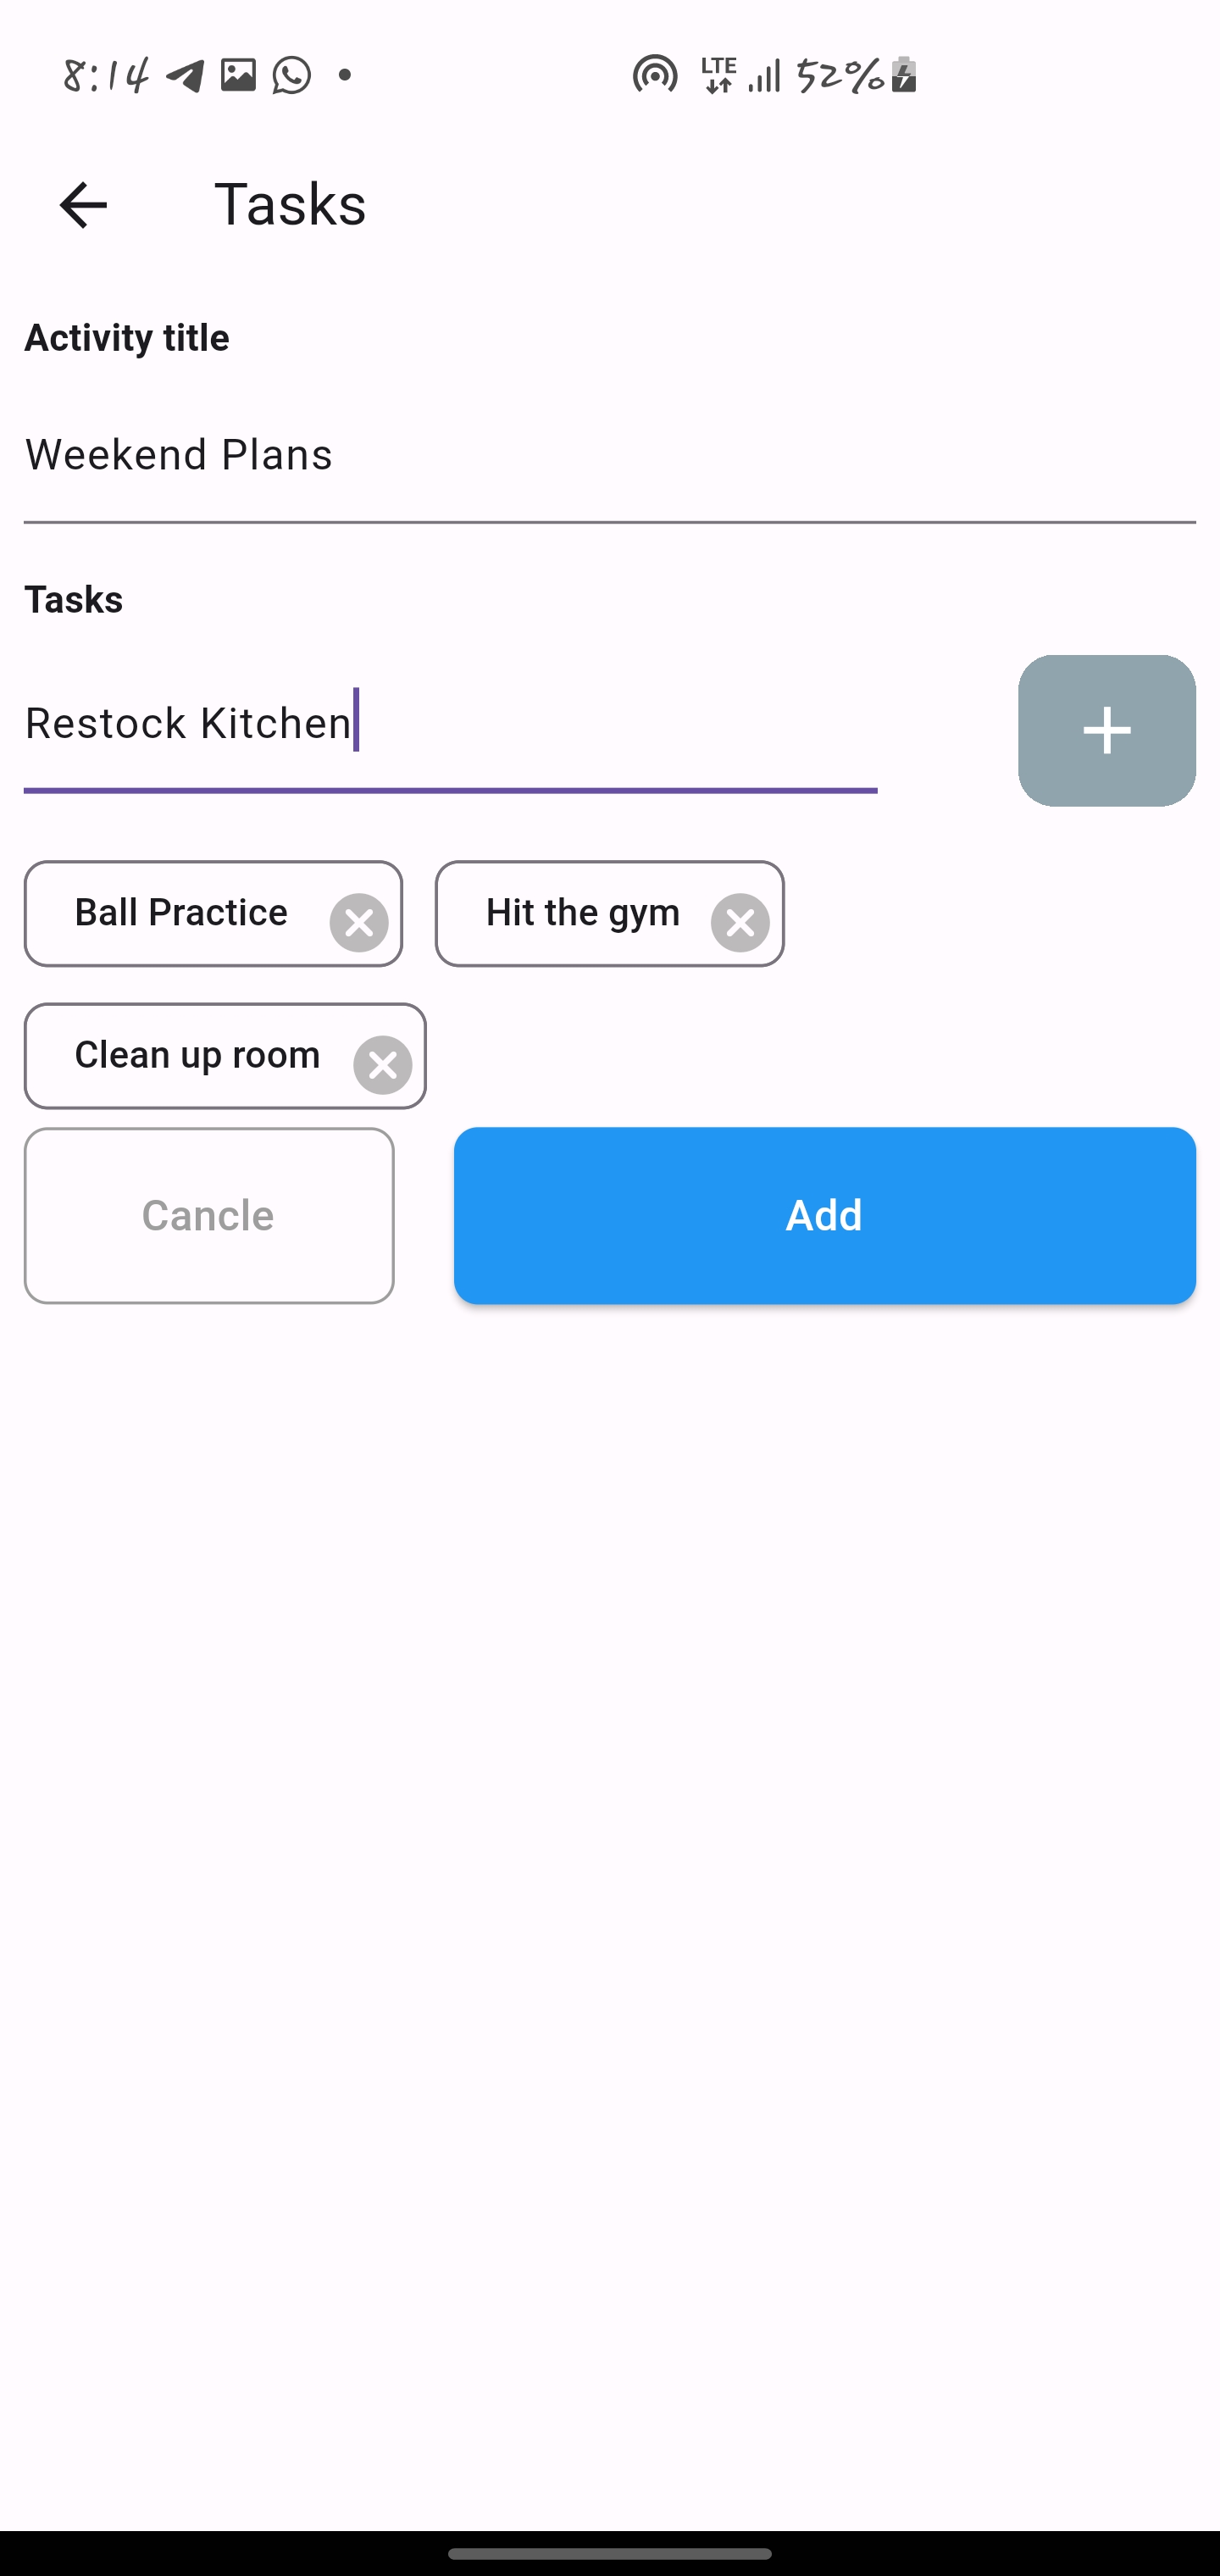 8:14 LTE 52%
Tasks
Activity title
Weekend Plans
Tasks
Restock Kitchen
Ball Practice Hit the gym
Clean up room
Cancle Add